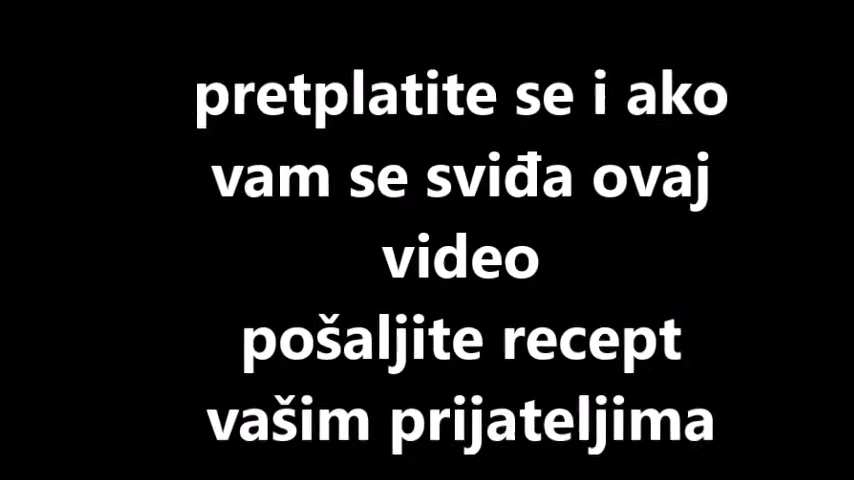 pretplatite se i ako
vam se sviđa ovaj
video
pošaljite recept
vašim prijateljima